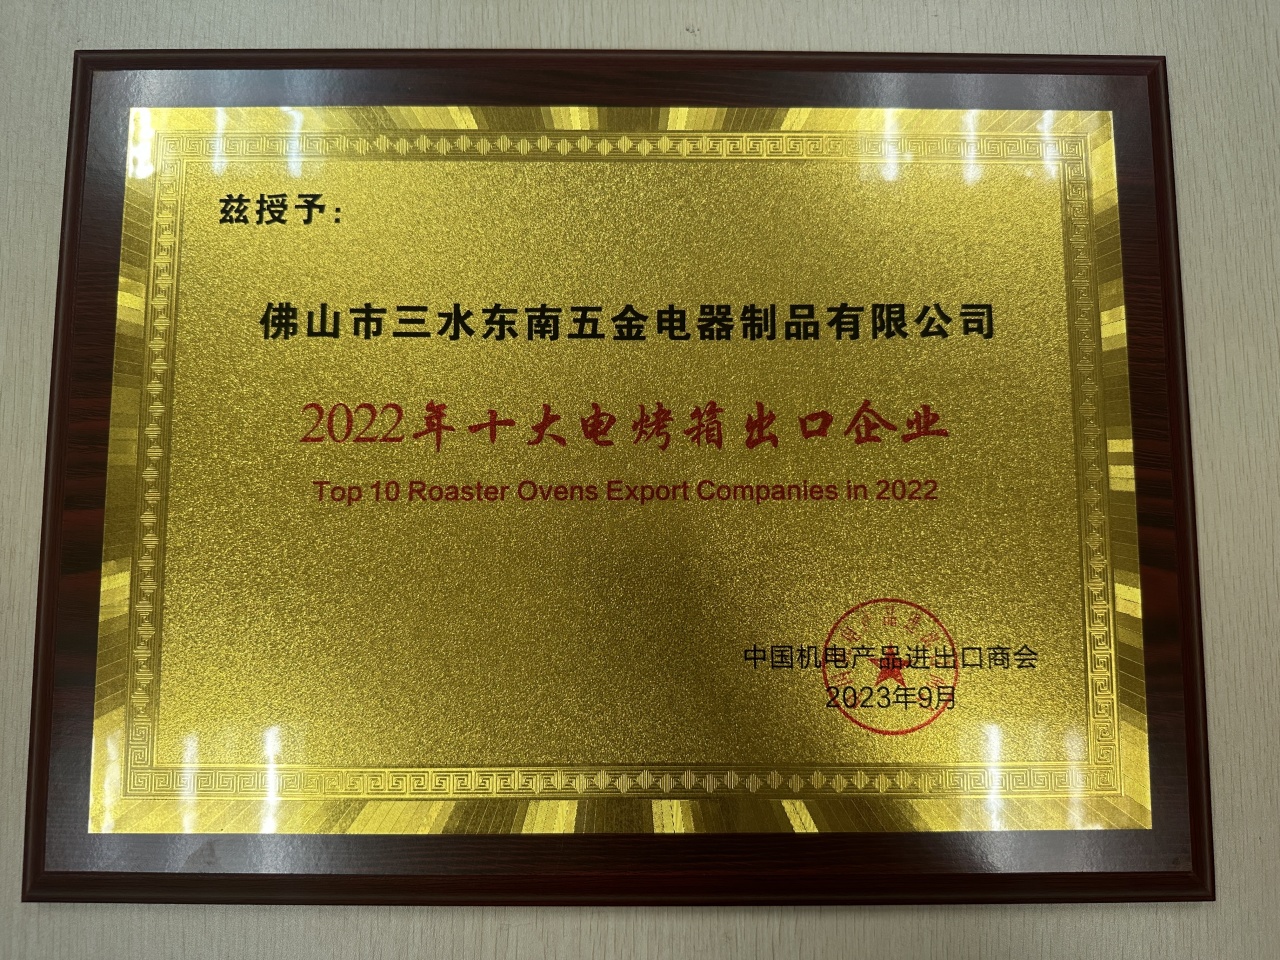 兹授予：
佛山市三水东南五金电器制品有限公司
2022年十大电烤箱出口企业
Top 10 Roaster Ovens Export Companies in 2022
中国机电产品进出口商会
2023年9月